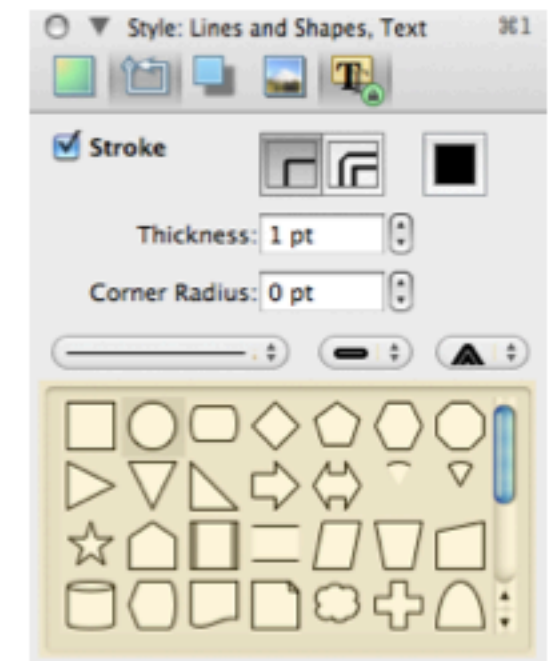 Style: Lines and Shapes, Text ⌘1
Stroke
Thickness: 1 pt
Corner Radius: 0 pt